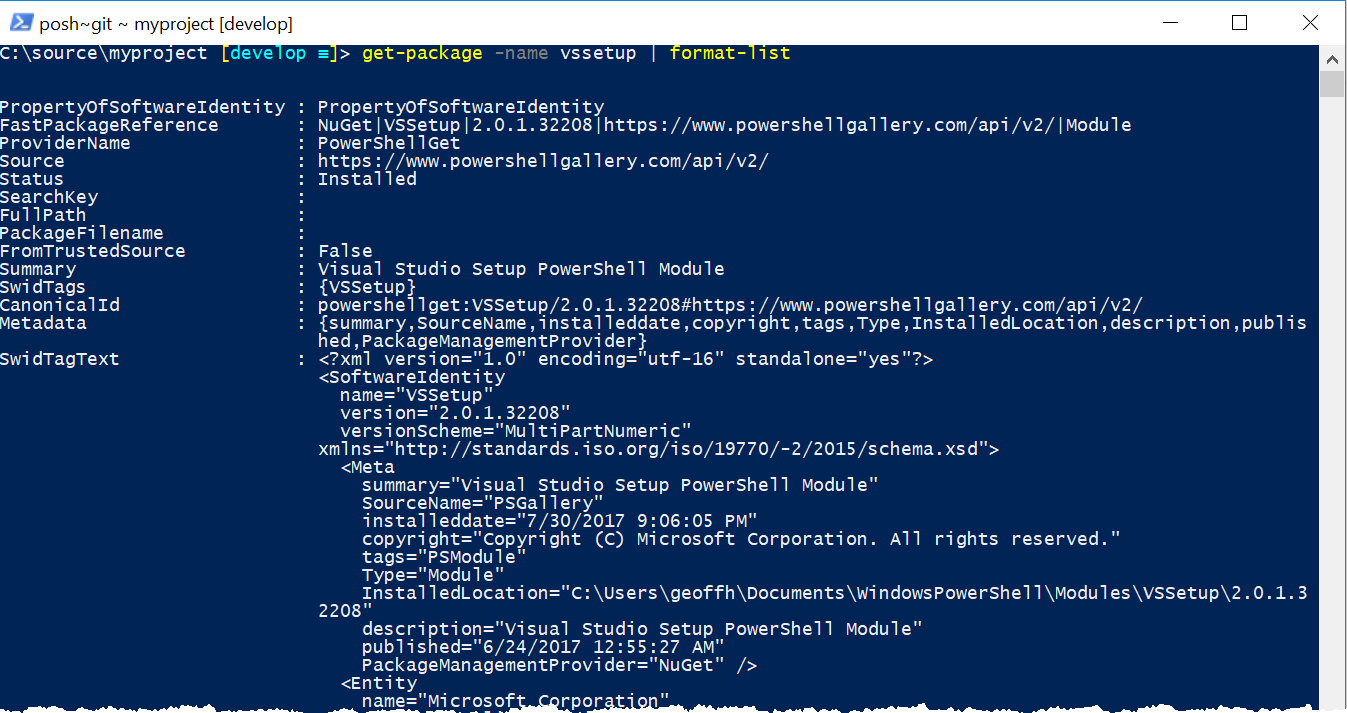 posh~git ~ myproject [develop]
C:\source\myproject [develop ≡]> get-package -name vssetup | format-list
PropertyOfSoftwareIdentity : PropertyOfSoftwareIdentity
FastPackageReference : NuGet|VSSetup|2.0.1.32208|https://www.powershellgallery.com/api/v2/|Module
ProviderName : PowerShellGet
Source : https://www.powershellgallery.com/api/v2/
Status : Installed
SearchKey :
FullPath :
PackageFilename :
FromTrustedSource : False
Summary : Visual Studio Setup PowerShell Module
SwidTags : {VSSetup}
CanonicalId : powershellget:VSSetup/2.0.1.32208#https://www.powershellgallery.com/api/v2/
Metadata : {summary,SourceName,installeddate,copyright,tags,Type,InstalledLocation,description,publis
hed,PackageManagementProvider}
SwidTagText : <?xml version="1.0" encoding="utf-16" standalone="yes"?>
<SoftwareIdentity
name="VSSetup"
version="2.0.1.32208"
versionScheme="MultiPartNumeric"
xmlns="http://standards.iso.org/iso/19770/-2/2015/schema.xsd">
<Meta
summary="Visual Studio Setup PowerShell Module"
SourceName="PSGallery"
installeddate="7/30/2017 9:06:05 PM"
copyright="Copyright (C) Microsoft Corporation. All rights reserved."
tags="PSModule"
Type="Module"
InstalledLocation="C:\Users\geoffh\Documents\WindowsPowerShell\Modules\VSSetup\2.0.1.3
2208"
description="Visual Studio Setup PowerShell Module"
published="6/24/2017 12:55:27 AM"
PackageManagementProvider="NuGet" />
<Entity
name="Microsoft Corporation"